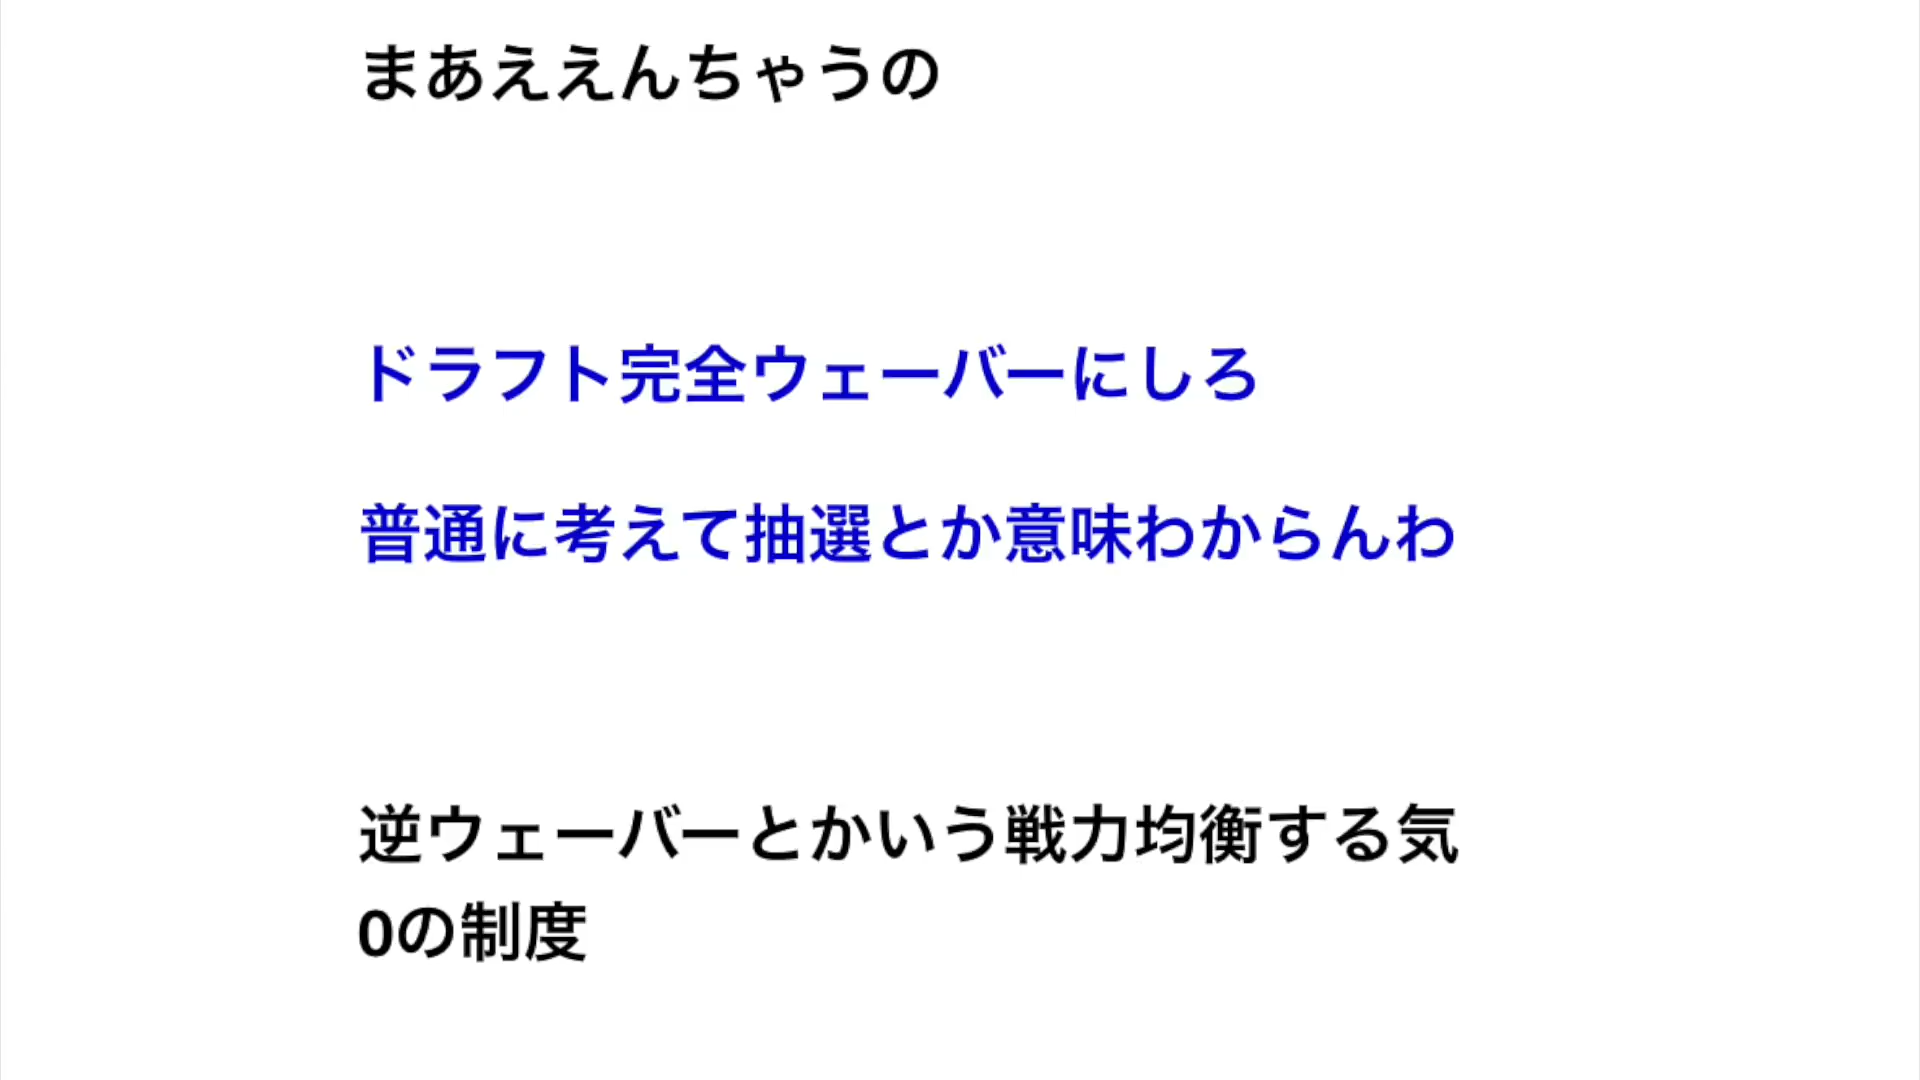 まあええんちゃうの
ドラフト完全ウェーバーにしろ
普通に考えて抽選とか意味わからんわ
逆ウェーバーとかいう戦力均衡する気
0の制度